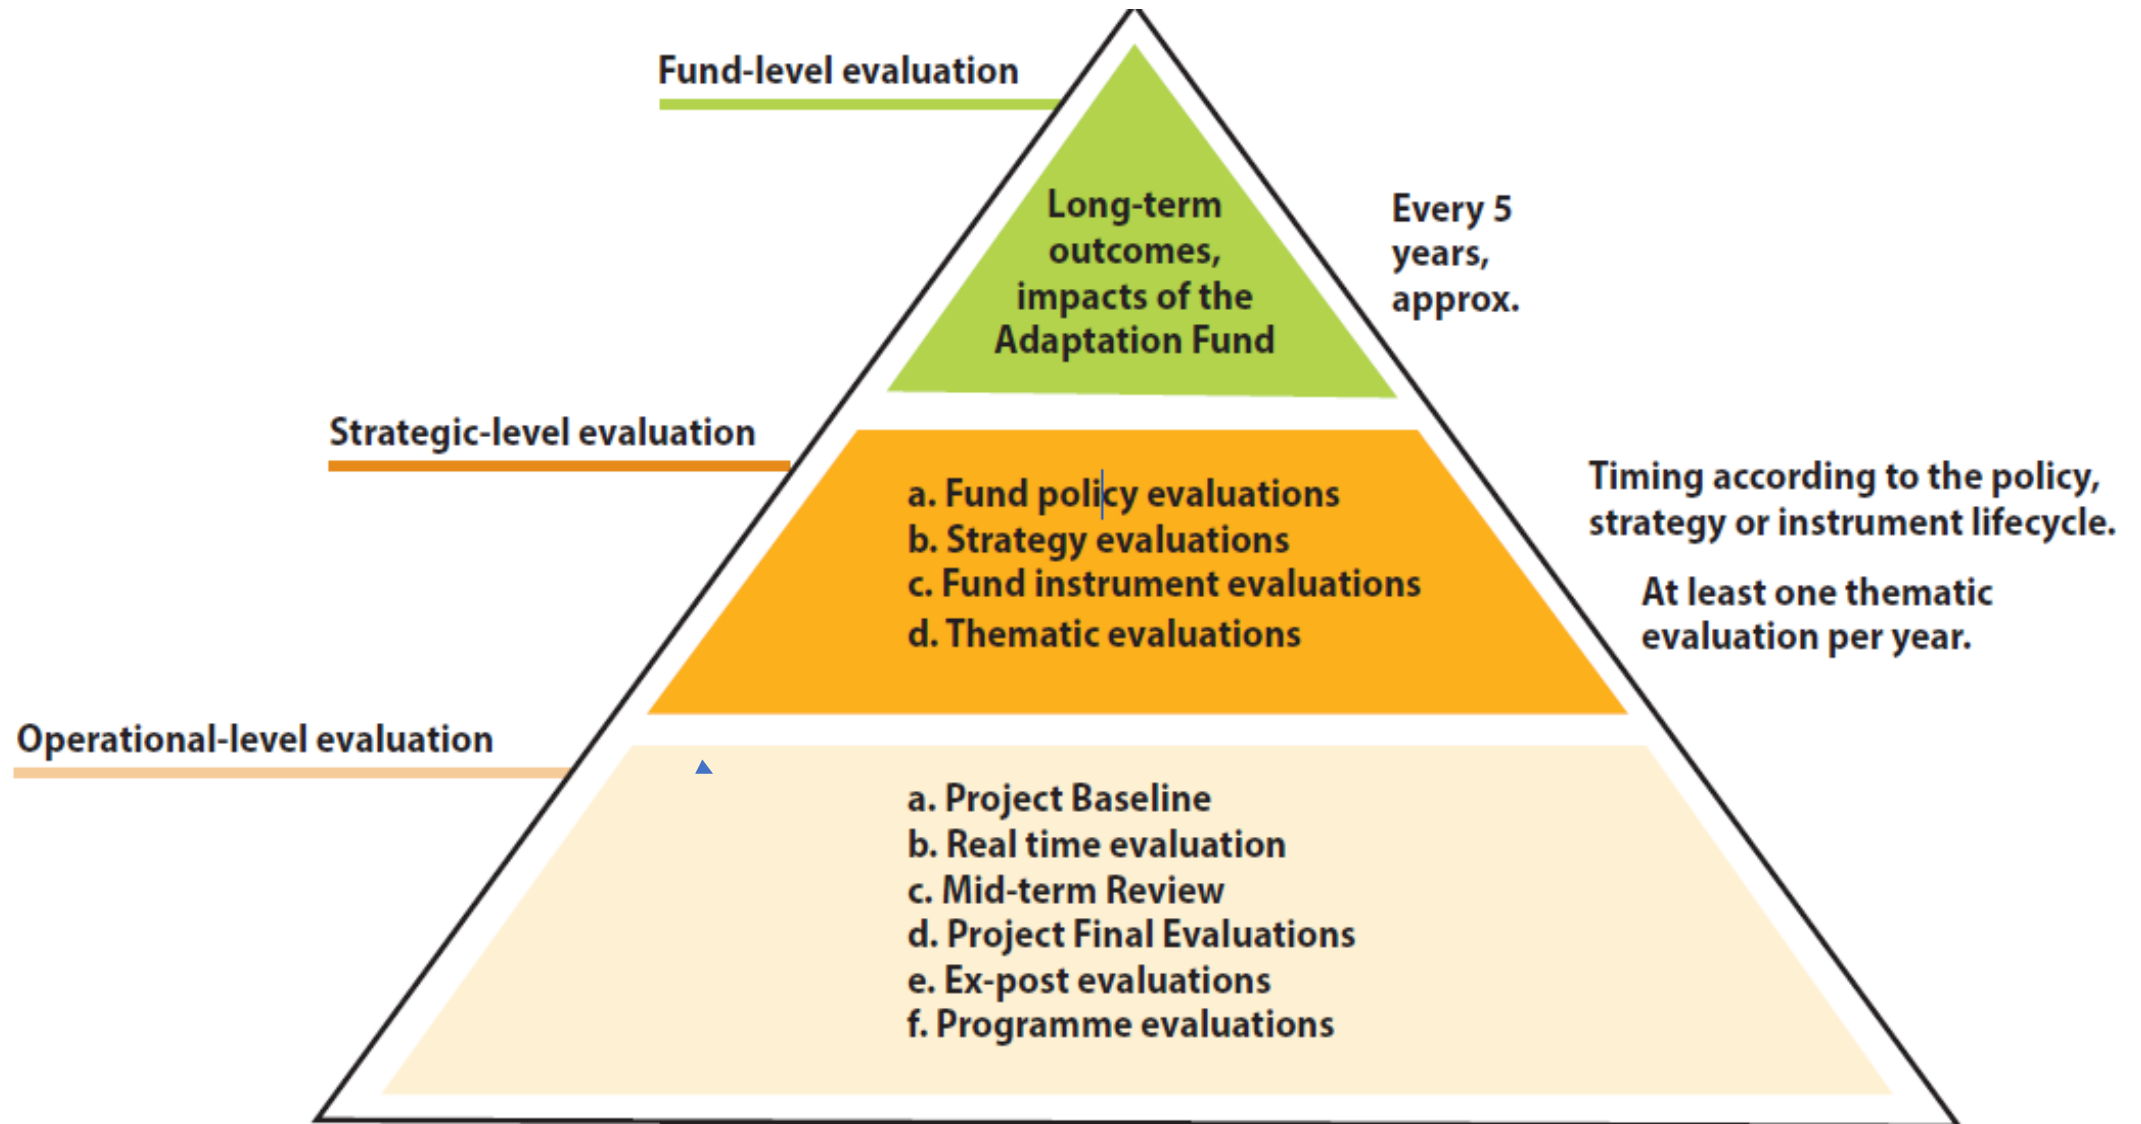 Fund-level evaluation
Long-term
outcomes,
impacts of the
Adaptation Fund
Every 5
years,
approx.
Strategic-level evaluation
a. Fund policy evaluations
b. Strategy evaluations
c. Fund instrument evaluations
d. Thematic evaluations
Timing according to the policy,
strategy or instrument lifecycle.
At least one thematic
evaluation per year.
Operational-level evaluation
a. Project Baseline
b. Real time evaluation
c. Mid-term Review
d. Project Final Evaluations
e. Ex-post evaluations
f. Programme evaluations